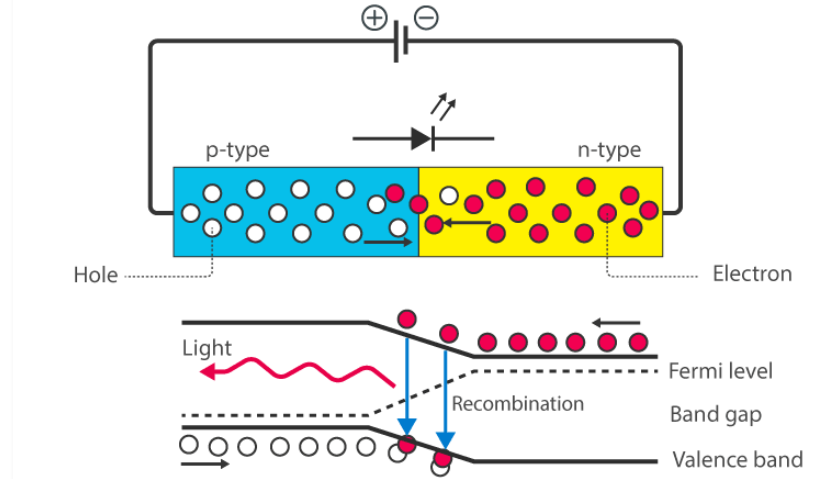 + −
p-type
n-type
Hole
Electron
Light
Fermi level
Recombination
Band gap
Valence band